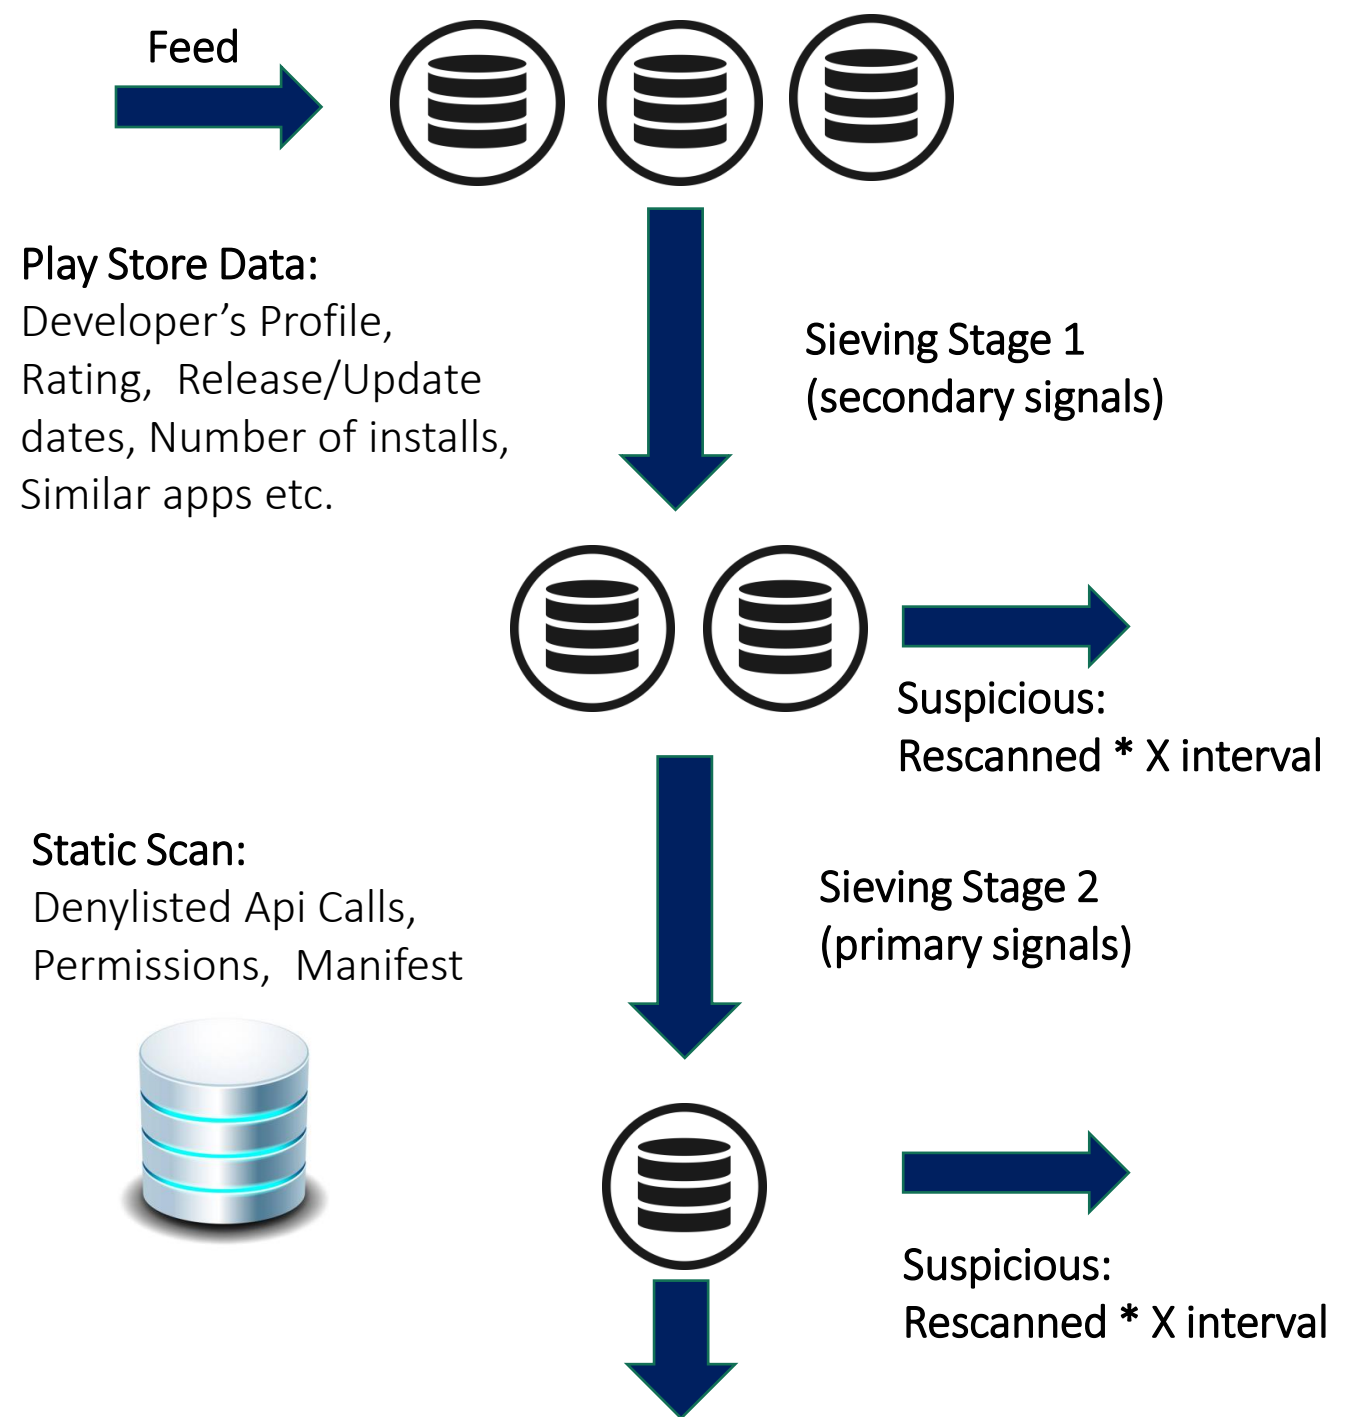 Feed
Play Store Data:
Developer’s Profile,
Rating,  Release/Update
dates, Number of installs,
Similar apps etc.
Sieving Stage 1
(secondary signals)
Suspicious:
Rescanned * X interval
Static Scan:
Denylisted Api Calls,
Permissions,  Manifest
Sieving Stage 2
(primary signals)
Suspicious:
Rescanned * X interval